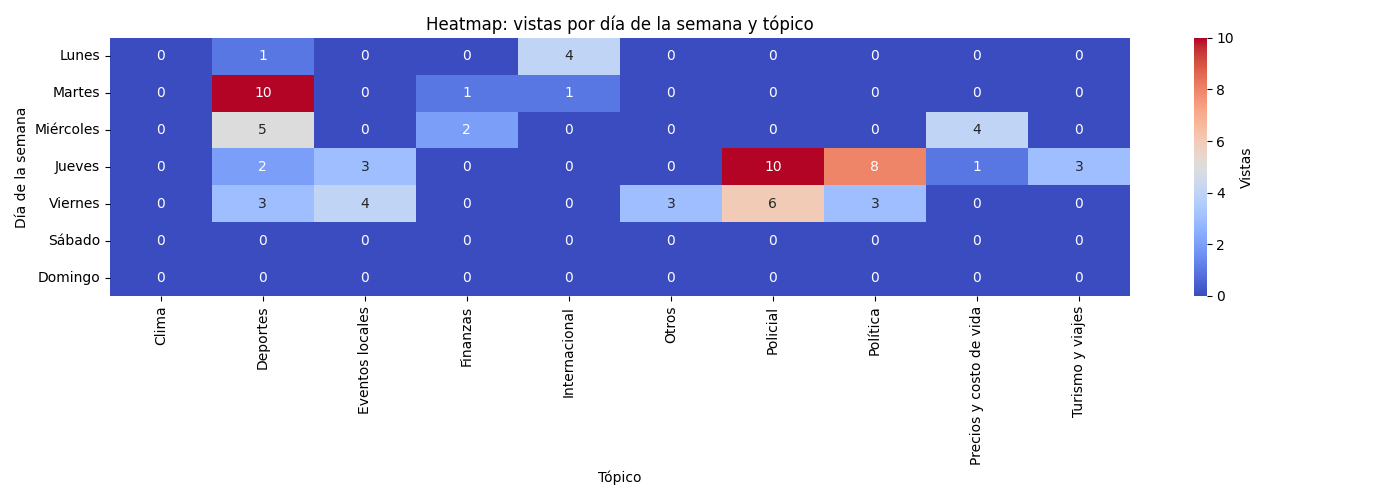 Heatmap: vistas por día de la semana y tópico
Día de la semana
Lunes 0 1 0 0 4 0 0 0 0 0
Martes 0 10 0 1 1 0 0 0 0 0
Miércoles 0 5 0 2 0 0 0 0 4 0
Jueves 0 2 3 0 0 0 10 8 1 3
Viernes 0 3 4 0 0 3 6 3 0 0
Sábado 0 0 0 0 0 0 0 0 0 0
Domingo 0 0 0 0 0 0 0 0 0 0
Clima
Deportes
Eventos locales
Finanzas
Internacional
Otros
Policial
Política
Precios y costo de vida
Turismo y viajes
Tópico
10
8
6
4
2
0
Vistas